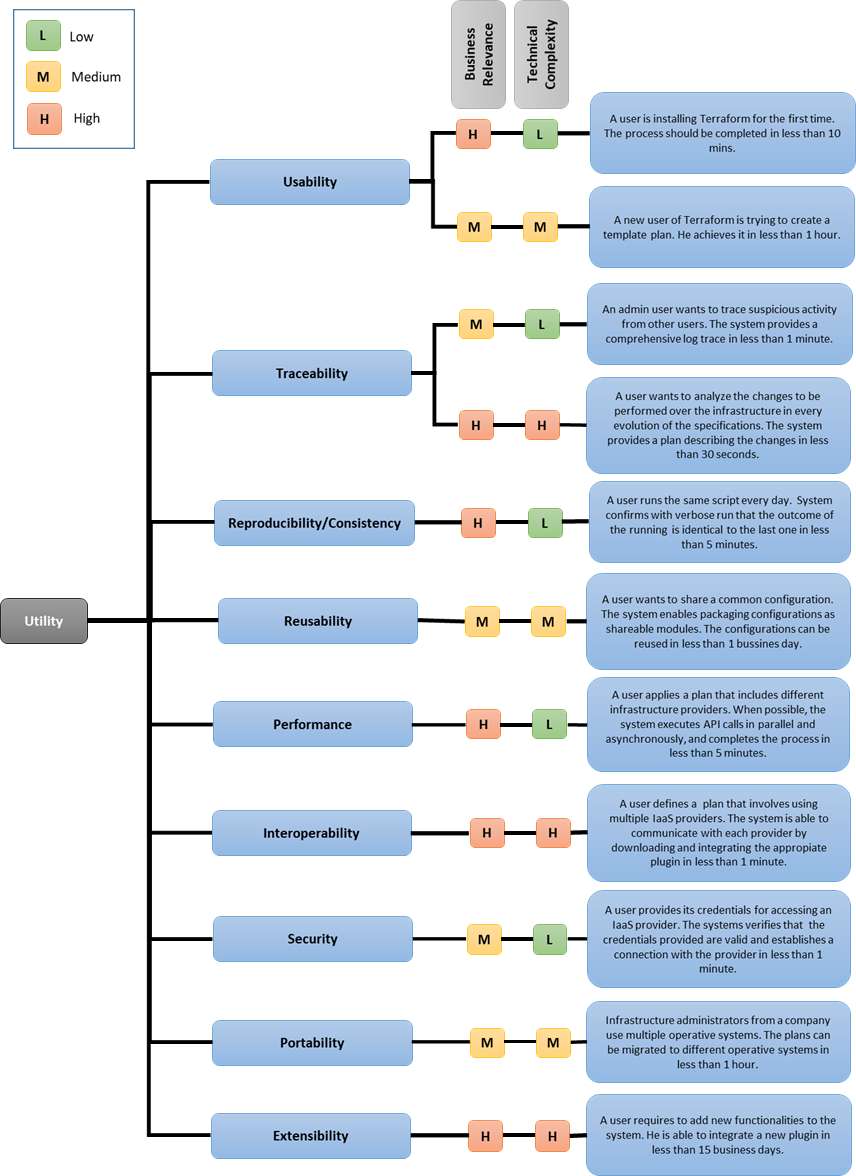 L Low
M Medium
H High
Business
Relevance
Technical
Complexity
Utility
Usability
H
L
A user is installing Terraform for the first time.
The process should be completed in less than 10
mins.
M
M
A new user of Terraform is trying to create a
template plan. He achieves it in less than 1 hour.
Traceability
M
L
An admin user wants to trace suspicious activity
from other users. The system provides a
comprehensive log trace in less than 1 minute.
H
H
A user wants to analyze the changes to be
performed over the infrastructure in every
evolution of the specifications. The system
provides a plan describing the changes in less
than 30 seconds.
Reproducibility/Consistency
H
L
A user runs the same script every day. System
confirms with verbose run that the outcome of
the running is identical to the last one in less
than 5 minutes.
Reusability
M
M
A user wants to share a common configuration.
The system enables packaging configurations as
shareable modules. The configurations can be
reused in less than 1 bussines day.
Performance
H
L
A user applies a plan that includes different
infrastructure providers. When possible, the
system executes API calls in parallel and
asynchronously, and completes the process in
less than 5 minutes.
Interoperability
H
H
A user defines a plan that involves using
multiple IaaS providers. The system is able to
communicate with each provider by
downloading and integrating the appropiate
plugin in less than 1 minute.
Security
M
L
A user provides its credentials for accessing an
IaaS provider. The systems verifies that the
credentials provided are valid and establishes a
connection with the provider in less than 1
minute.
Portability
M
M
Infrastructure administrators from a company
use multiple operative systems. The plans can
be migrated to different operative systems in
less than 1 hour.
Extensibility
H
H
A user requires to add new functionalities to the
system. He is able to integrate a new plugin in
less than 15 business days.